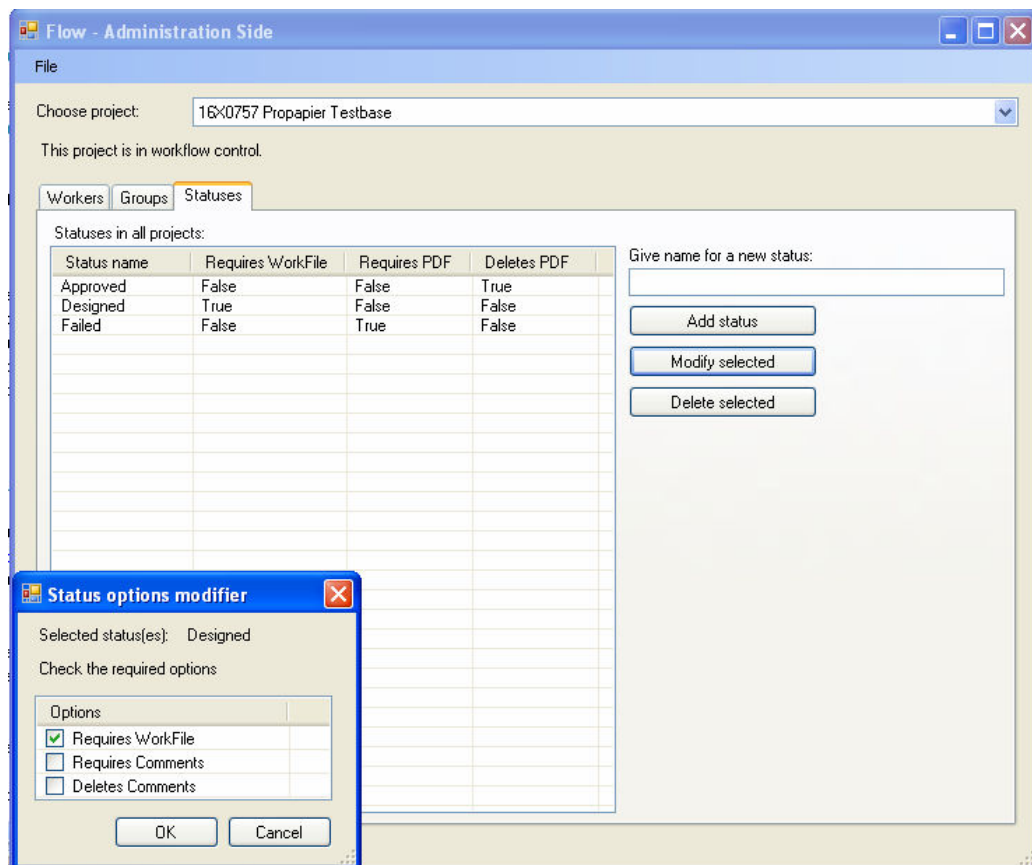 Flow - Administration Side
File
Choose project: 16X0757 Propapier Testbase
This project is in workflow control.
Workers Groups Statuses
Statuses in all projects:
Status name Requires WorkFile Requires PDF Deletes PDF
Approved False False True
Designed True False False
Failed False True False
Give name for a new status:
Add status
Modify selected
Delete selected
Status options modifier
Selected status(es): Designed
Check the required options
Options
Requires WorkFile
Requires Comments
Deletes Comments
OK Cancel